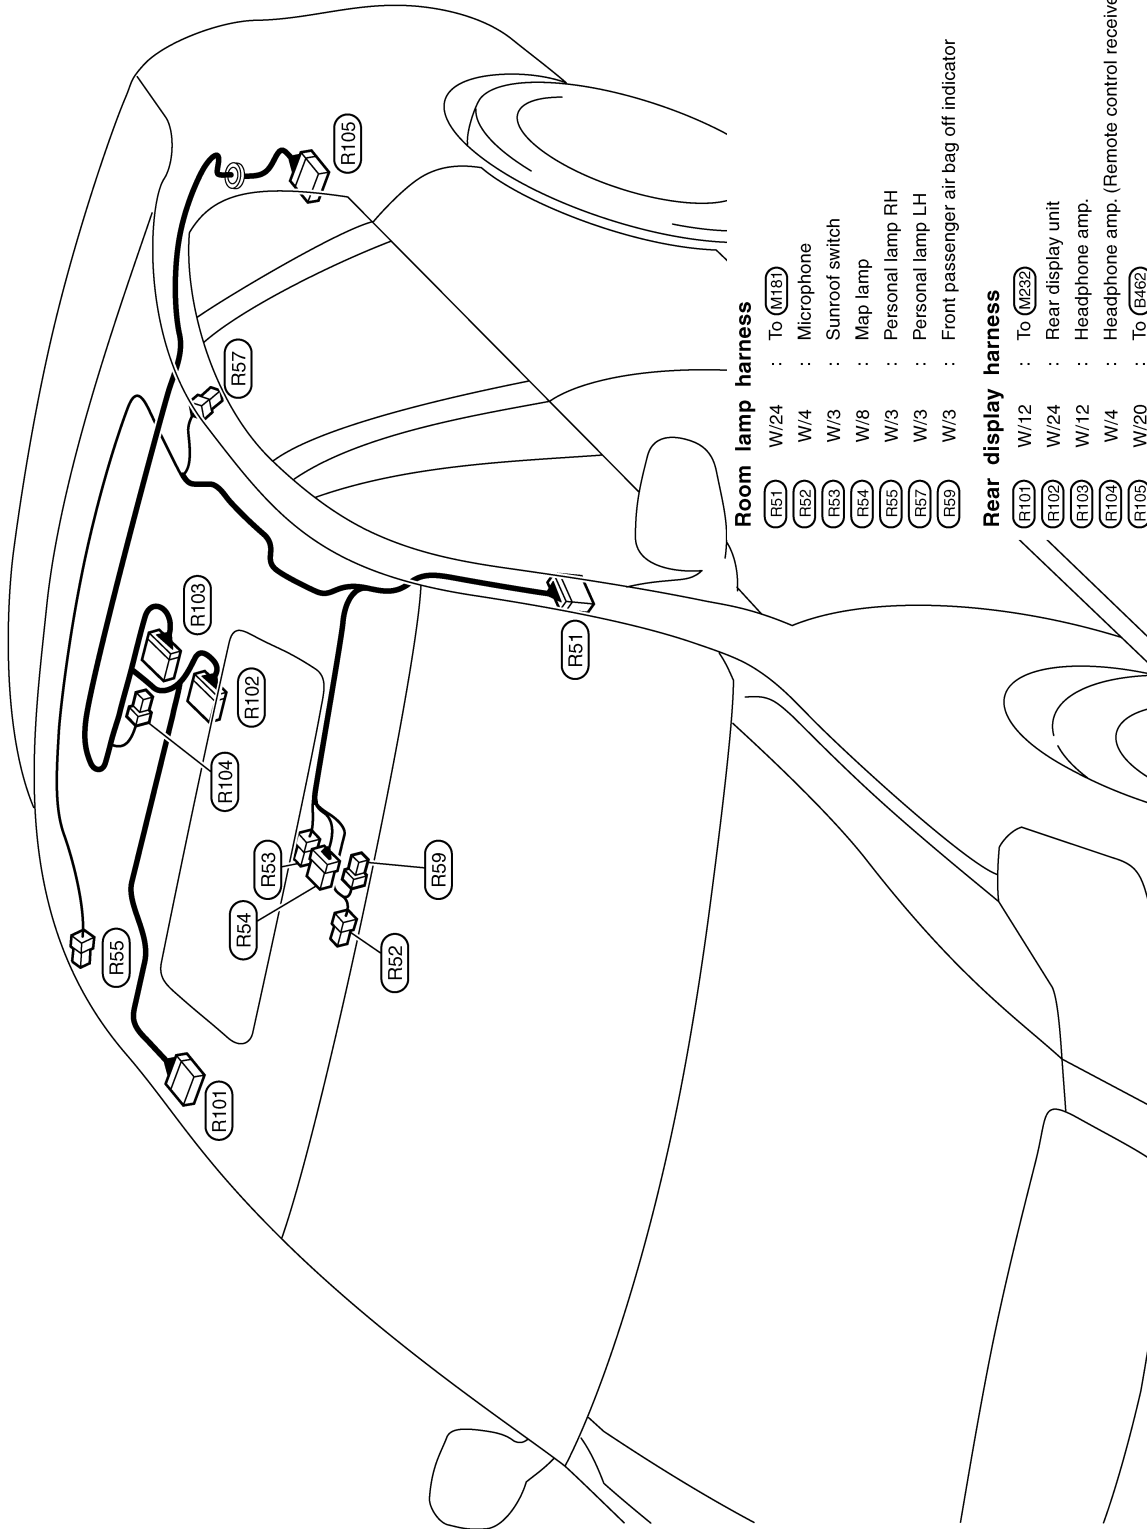 R101
R55
R104
R102
R103
R57
R105
R54
R53
R52
R59
R51
Room lamp harness
R51 W/24 : To M181
R52 W/4 : Microphone
R53 W/3 : Sunroof switch
R54 W/8 : Map lamp
R55 W/3 : Personal lamp RH
R57 W/3 : Personal lamp LH
R59 W/3 : Front passenger air bag off indicator
Rear display harness
R101 W/12 : To M232
R102 W/24 : Rear display unit
R103 W/12 : Headphone amp.
R104 W/4 : Headphone amp. (Remote control receive
R105 W/20 : To B462